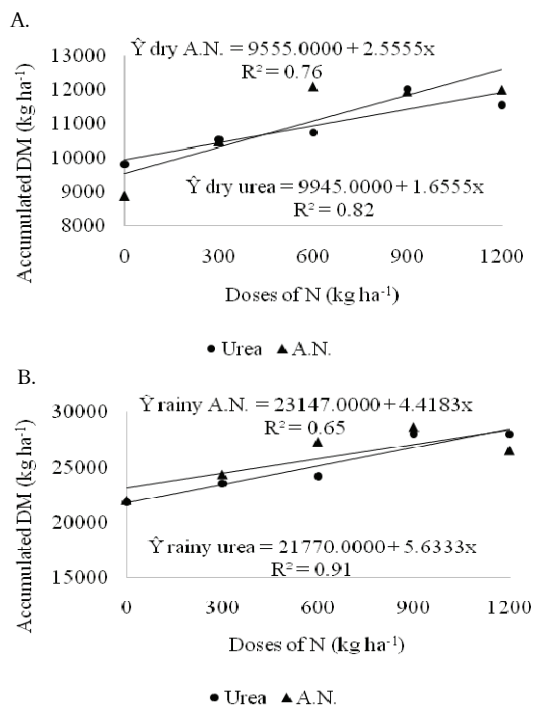 A.
Ŷ dry A.N. = 9555.0000 + 2.5555x
R² = 0.76
Accumulated DM (kg ha⁻¹)
13000
12000
11000
10000
9000
8000
Ŷ dry urea = 9945.0000 + 1.6555x
R² = 0.82
0 300 600 900 1200
Doses of N (kg ha⁻¹)
● Urea ▲ A.N.
B.
Ŷ rainy A.N. = 23147.0000 + 4.4183x
R² = 0.65
Accumulated DM (kg ha⁻¹)
30000
25000
20000
15000
Ŷ rainy urea = 21770.0000 + 5.6333x
R² = 0.91
0 300 600 900 1200
Doses of N (kg ha⁻¹)
● Urea ▲ A.N.